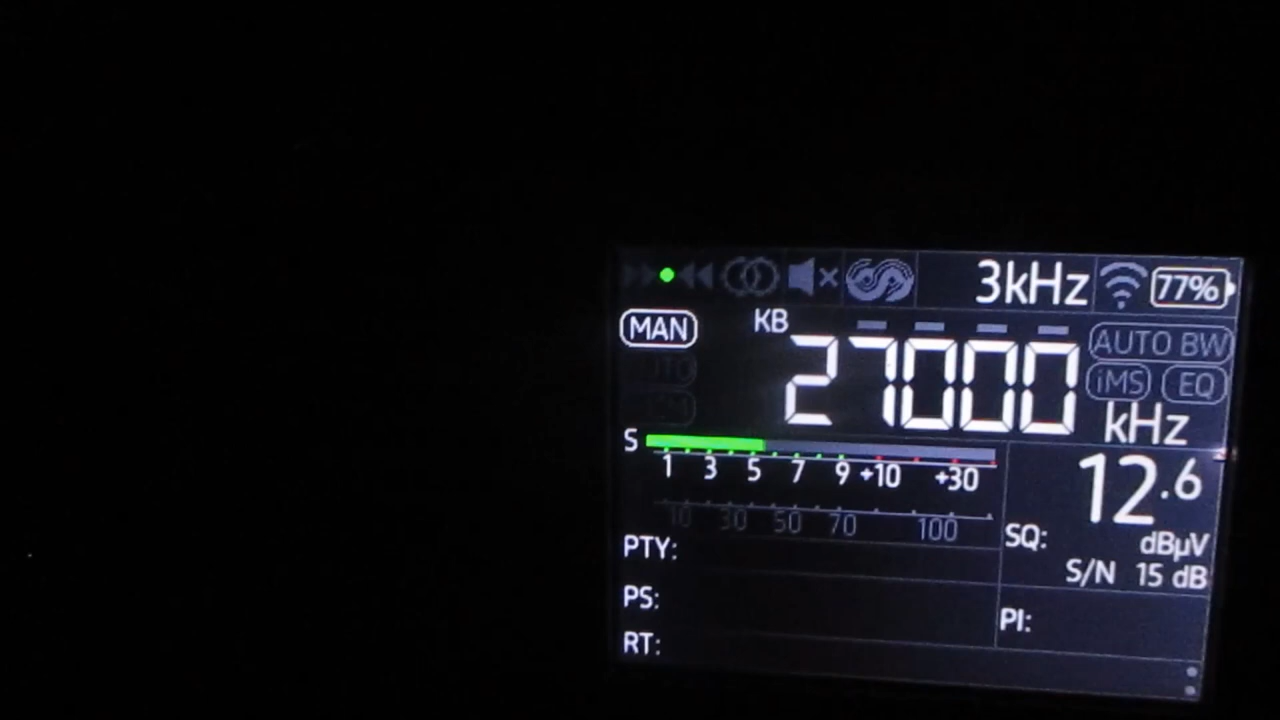 3kHz 77%
MAN KB AUTO BW
27000 kHz
iMS EQ
S
1 3 5 7 9 +10 +30
12.6
10 30 50 70 100
SQ: dBµV
S/N 15 dB
PTY:
PS:
PI:
RT: